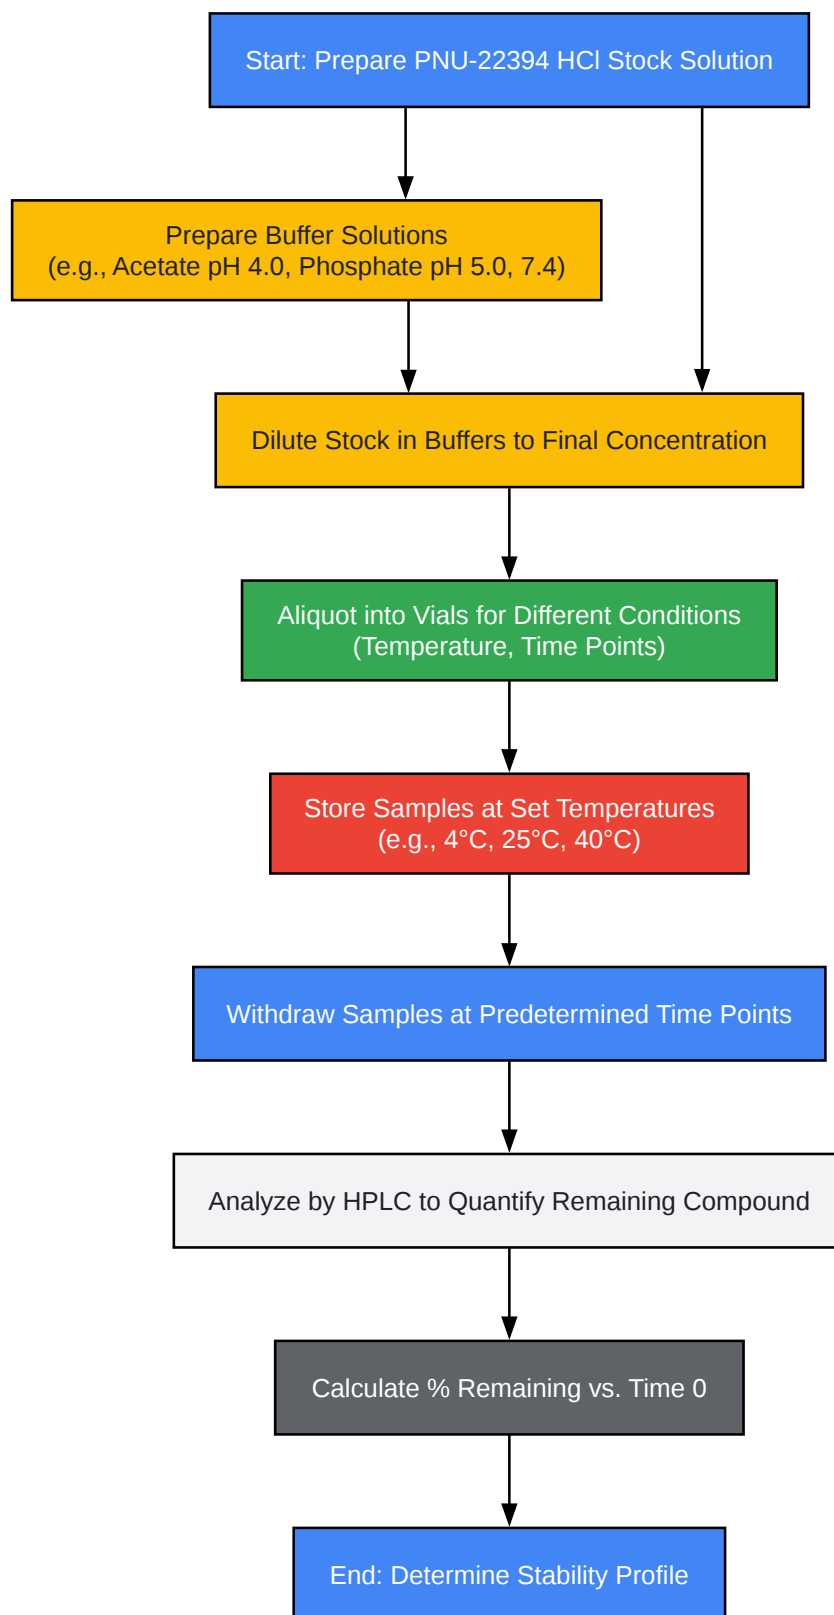 Start: Prepare PNU-22394 HCl Stock Solution
Prepare Buffer Solutions
(e.g., Acetate pH 4.0, Phosphate pH 5.0, 7.4)
Dilute Stock in Buffers to Final Concentration
Aliquot into Vials for Different Conditions
(Temperature, Time Points)
Store Samples at Set Temperatures
(e.g., 4°C, 25°C, 40°C)
Withdraw Samples at Predetermined Time Points
Analyze by HPLC to Quantify Remaining Compound
Calculate % Remaining vs. Time 0
End: Determine Stability Profile